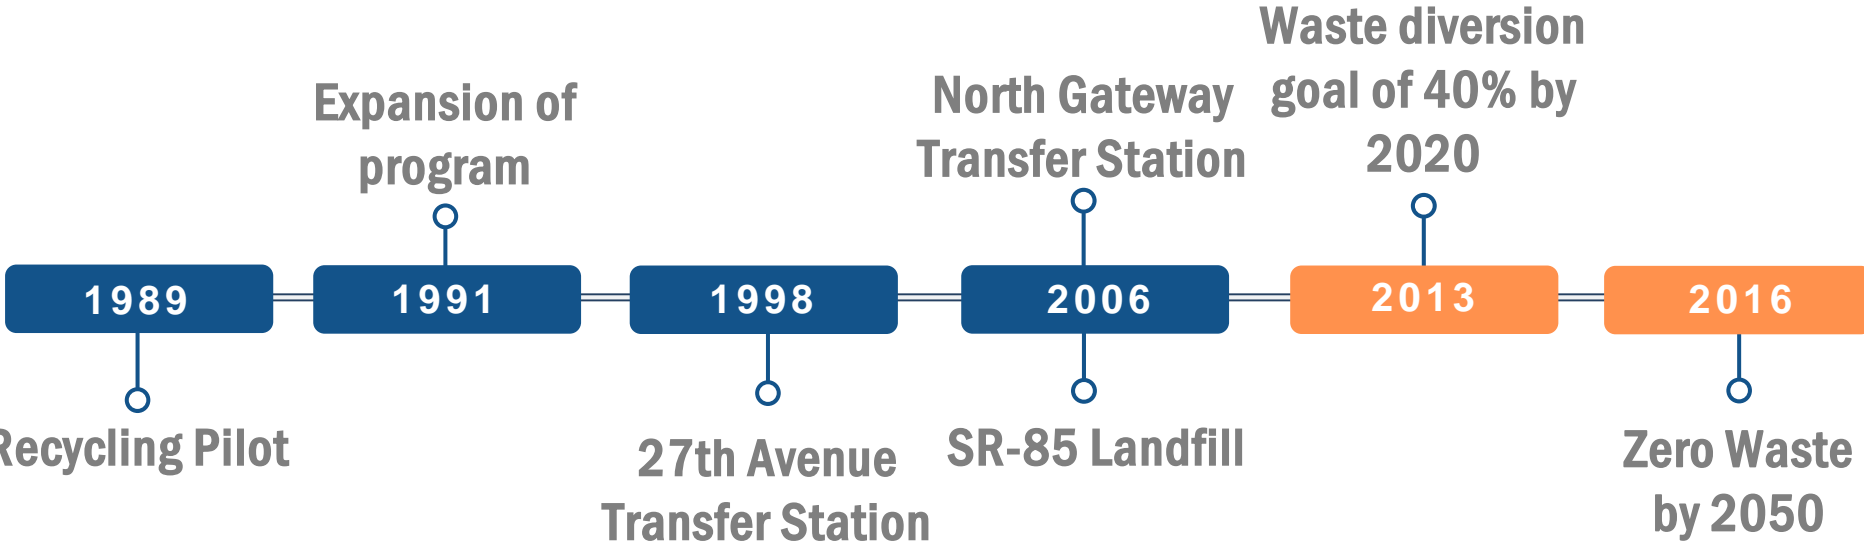 Waste diversion
goal of 40% by
2020
North Gateway
Transfer Station
Expansion of
program
1989
1991
1998
2006
2013
2016
Recycling Pilot
27th Avenue
Transfer Station
SR-85 Landfill
Zero Waste
by 2050